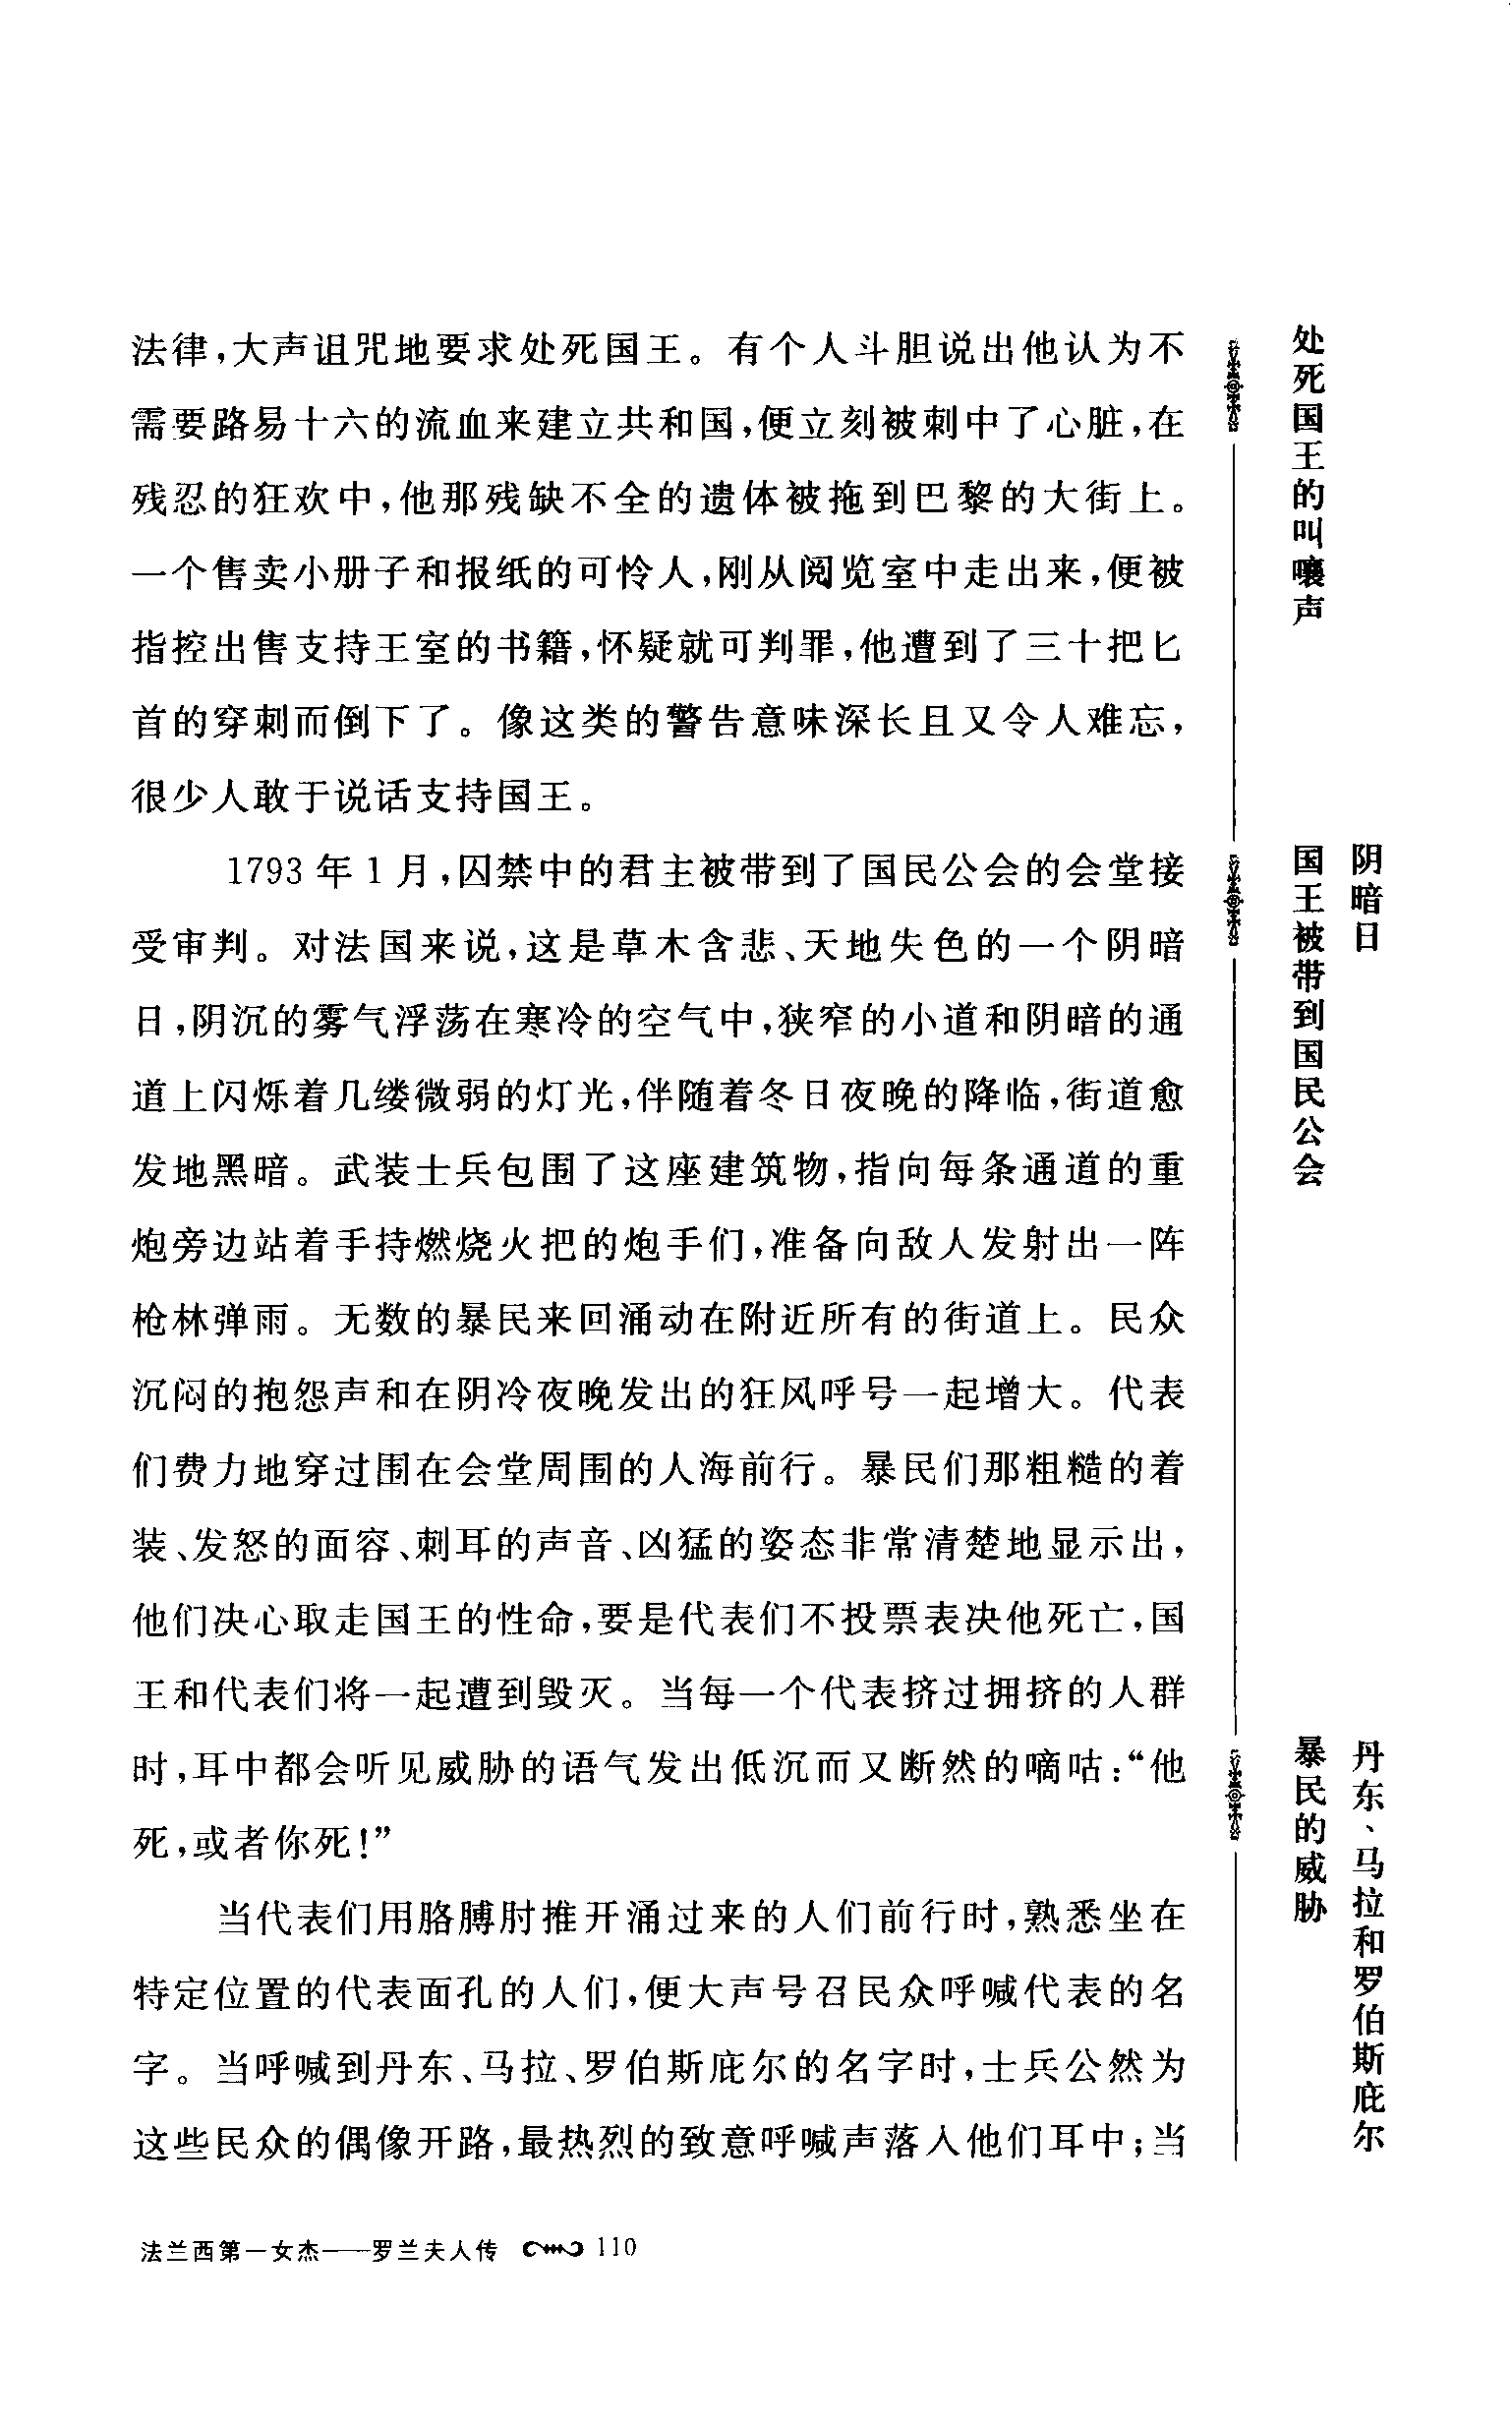 法律,大声诅咒地要求处死国王。有个人斗胆说出他认为不
需要路易十六的流血来建立共和国,便立刻被刺中了心脏,在
残忍的狂欢中,他那残缺不全的遗体被拖到巴黎的大街上。
一个售卖小册子和报纸的可怜人,刚从阅览室中走出来,便被
指控出售支持王室的书籍,怀疑就可判罪,他遭到了三十把匕
首的穿刺而倒下了。像这类的警告意味深长且又令人难忘,
很少人敢于说话支持国王。
1793年1月,囚禁中的君主被带到了国民公会的会堂接
受审判。对法国来说,这是草木含悲、天地失色的一个阴暗
日,阴沉的雾气浮荡在寒冷的空气中,狭窄的小道和阴暗的通
道上闪烁着几缕微弱的灯光,伴随着冬日夜晚的降临,街道愈
发地黑暗。武装士兵包围了这座建筑物,指向每条通道的重
炮旁边站着手持燃烧火把的炮手们,准备向敌人发射出一阵
枪林弹雨。无数的暴民来回涌动在附近所有的街道上。民众
沉闷的抱怨声和在阴冷夜晚发出的狂风呼号一起增大。代表
们费力地穿过围在会堂周围的人海前行。暴民们那粗糙的着
装、发怒的面容、刺耳的声音、凶猛的姿态非常清楚地显示出,
他们决心取走国王的性命,要是代表们不投票表决他死亡,国
王和代表们将一起遭到毁灭。当每一个代表挤过拥挤的人群
时,耳中都会听见威胁的语气发出低沉而又断然的嘀咕:“他
死,或者你死!”
当代表们用胳膊肘推开涌过来的人们前行时,熟悉坐在
特定位置的代表面孔的人们,便大声号召民众呼喊代表的名
字。当呼喊到丹东、马拉、罗伯斯庇尔的名字时,士兵公然为
这些民众的偶像开路,最热烈的致意呼喊声落入他们耳中;当
处死国王的叫嚷声
阴暗日
国王被带到国民公会
丹东、马拉和罗伯斯庇尔
暴民的威胁
法兰西第一女杰——罗兰夫人传 110